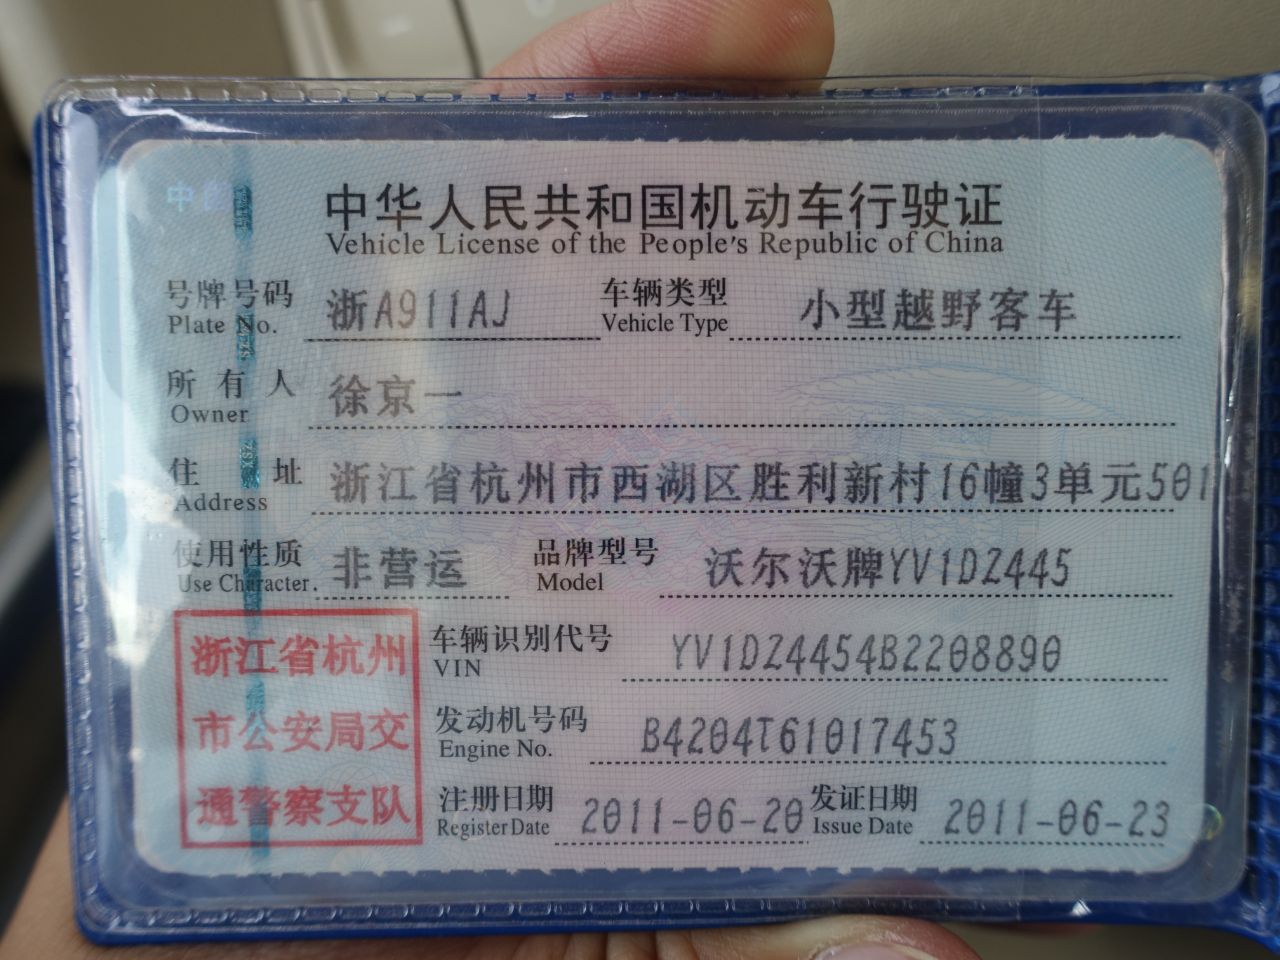 中华人民共和国机动车行驶证
Vehicle License of the People's Republic of China
号牌号码 浙A911AJ 车辆类型 小型越野客车
Plate No. Vehicle Type
所有人 徐京一
Owner
住址 浙江省杭州市西湖区胜利新村16幢3单元501
Address
使用性质 非营运 品牌型号 沃尔沃牌YV1DZ445
Use Character. Model
浙江省杭州
市公安局交
通警察支队
车辆识别代号 YV1DZ4454B2208890
VIN
发动机号码 B4204T61017453
Engine No.
注册日期 2011-06-20 发证日期 2011-06-23
Register Date Issue Date